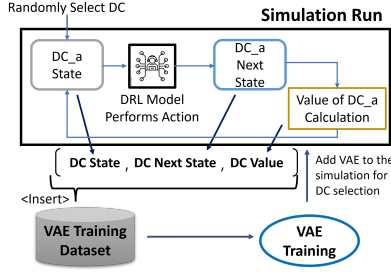 Randomly Select DC
Simulation Run
DC_a
State
DRL Model
Performs Action
DC_a
Next
State
Value of DC_a
Calculation
[ DC State , DC Next State , DC Value ]
Add VAE to the
simulation for
DC selection
<Insert>
VAE Training
Dataset
VAE
Training